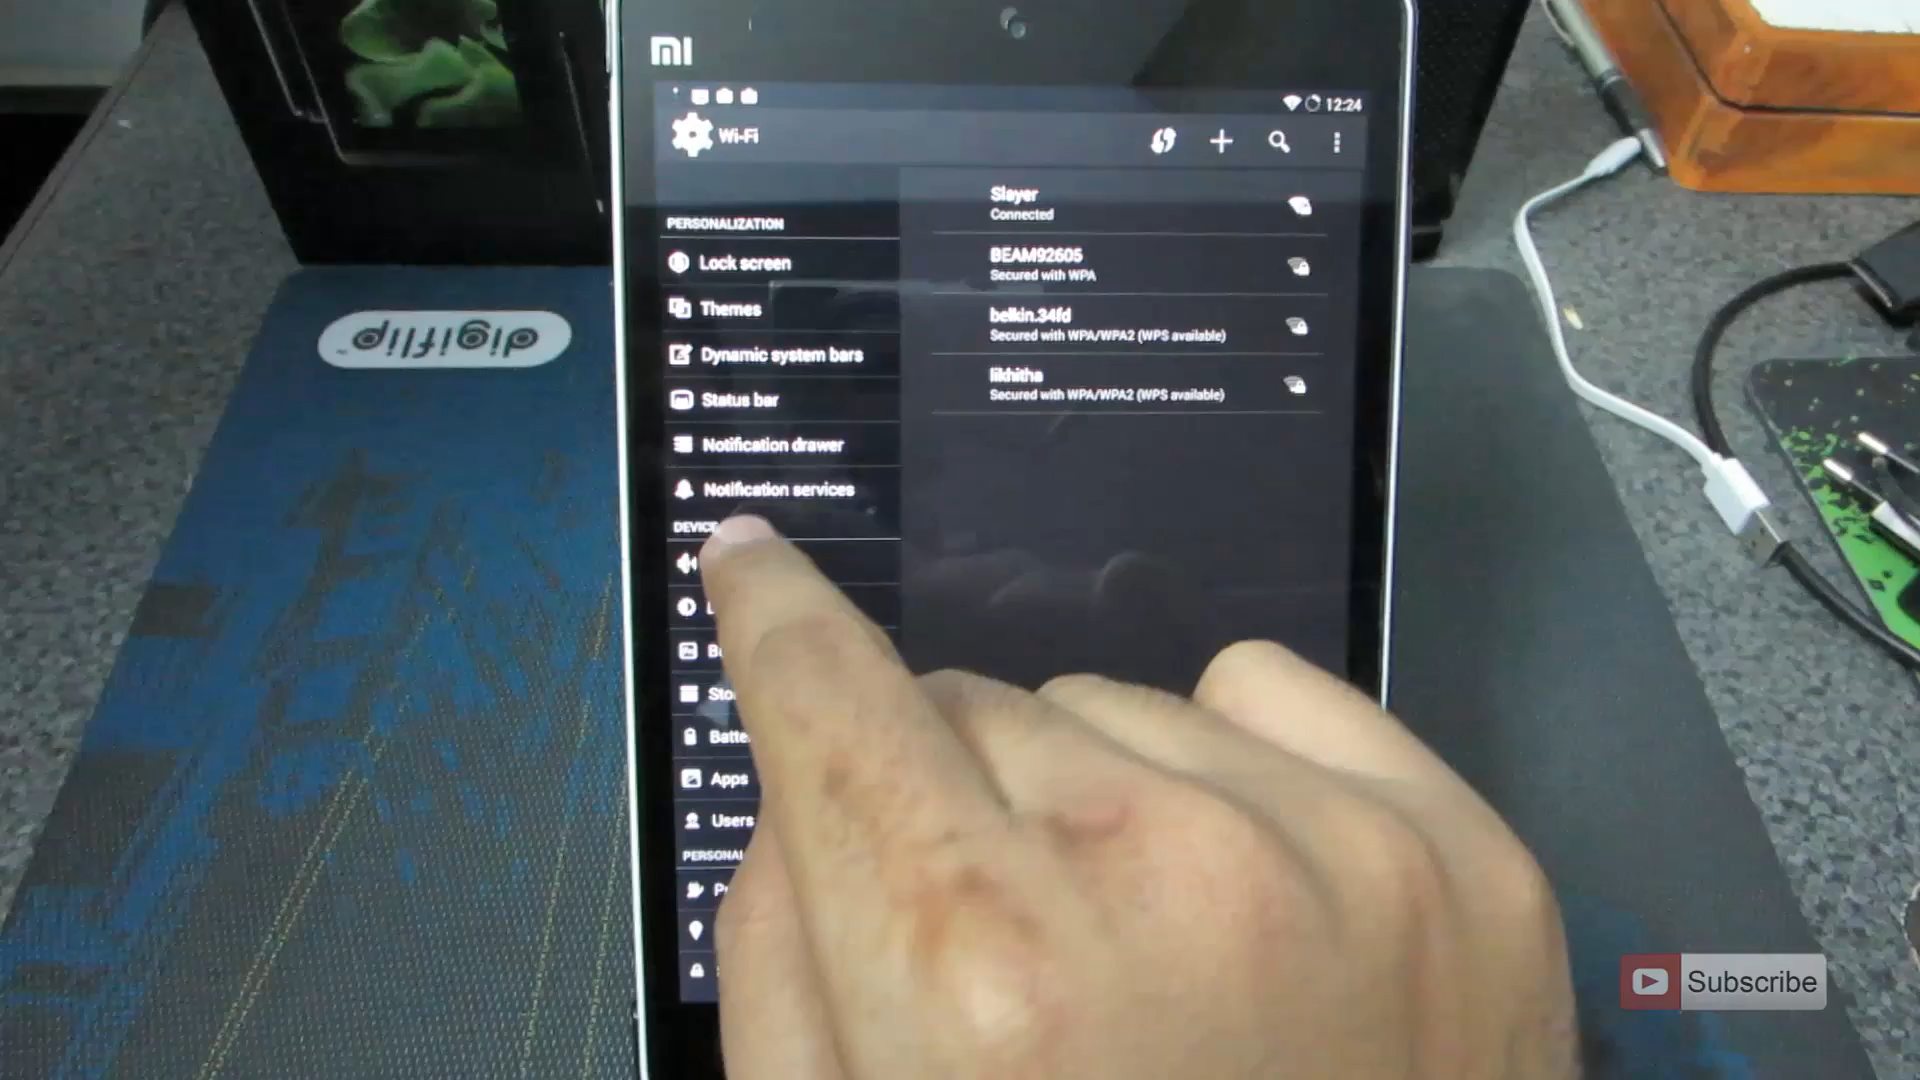 MI
12:24
Wi-Fi
PERSONALIZATION
Lock screen
Themes
Dynamic system bars
Status bar
Notification drawer
Notification services
DEVICE
Apps
Users
Slayer
Connected
BEAM92605
Secured with WPA
belkin.34fd
Secured with WPA/WPA2 (WPS available)
likhitha
Secured with WPA/WPA2 (WPS available)
digiflip
Subscribe